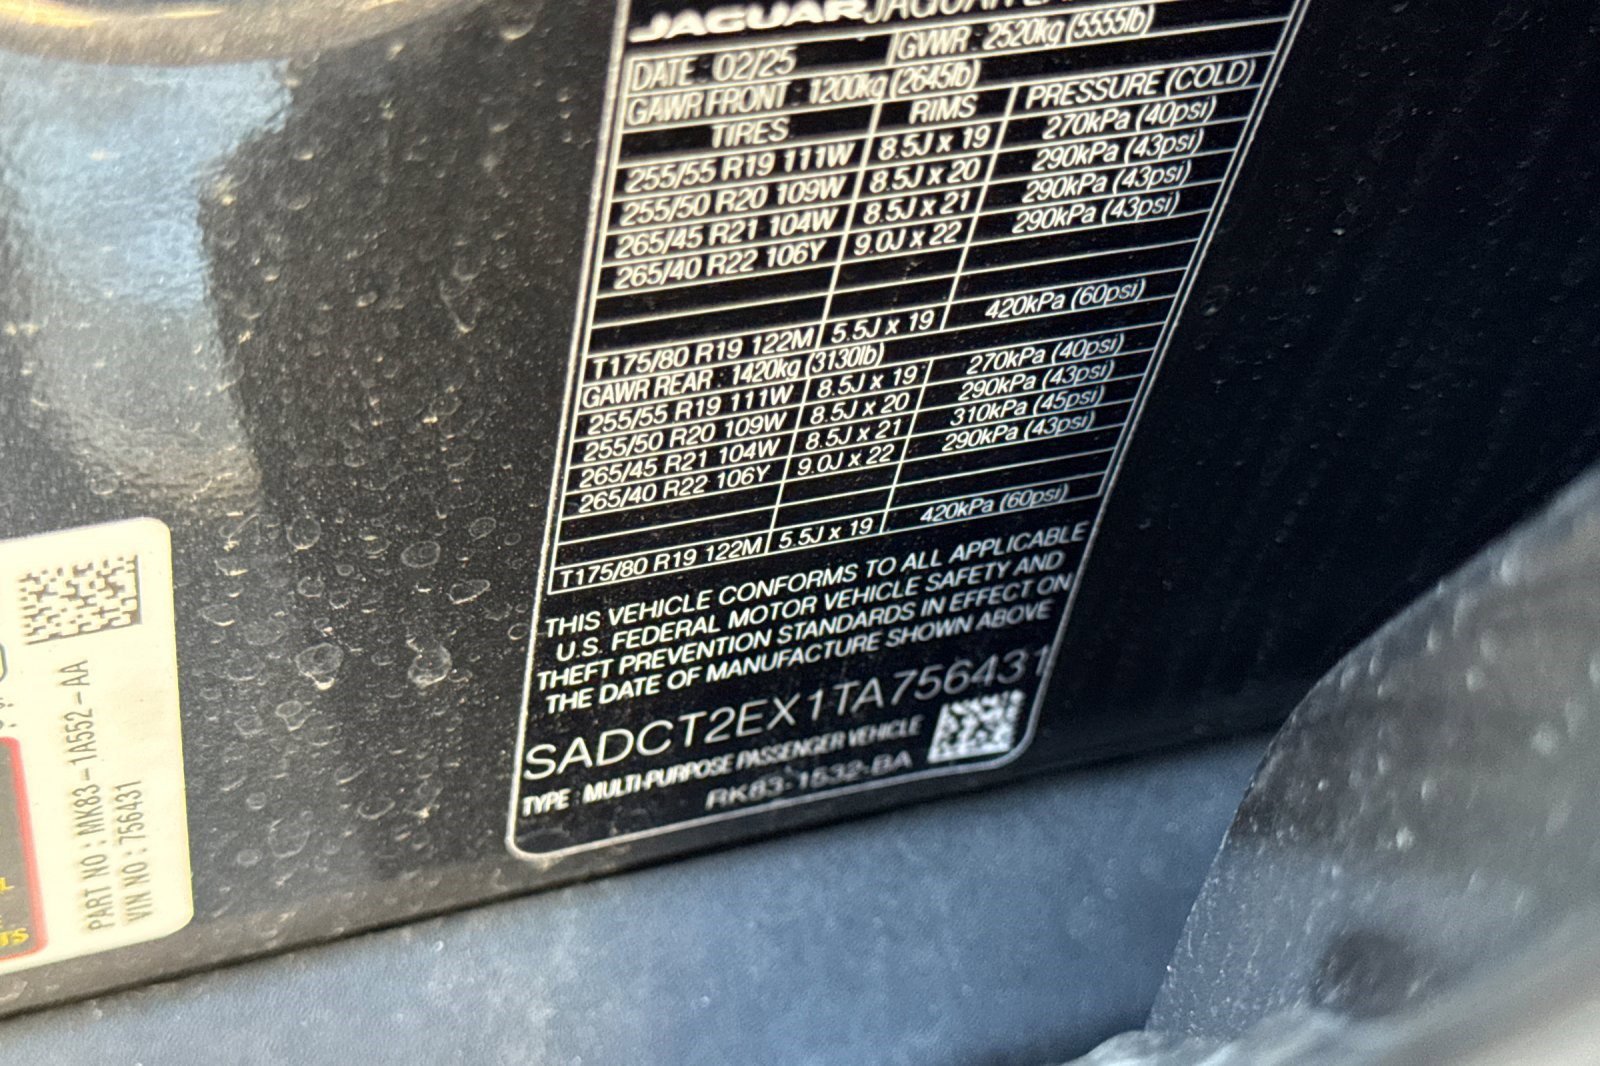 JAGUAR JAGUAR
DATE : 02/25 GVWR : 2520kg (5555lb)
GAWR FRONT : 1200kg (2645lb)
TIRES RIMS PRESSURE (COLD)
255/55 R19 111W 8.5J x 19 270kPa (40psi)
255/50 R20 109W 8.5J x 20 290kPa (43psi)
265/45 R21 104W 8.5J x 21 290kPa (43psi)
265/40 R22 106Y 9.0J x 22 290kPa (43psi)
T175/80 R19 122M 5.5J x 19 420kPa (60psi)
GAWR REAR : 1420kg (3130lb)
255/55 R19 111W 8.5J x 19 270kPa (40psi)
255/50 R20 109W 8.5J x 20 290kPa (43psi)
265/45 R21 104W 8.5J x 21 310kPa (45psi)
265/40 R22 106Y 9.0J x 22 290kPa (43psi)
T175/80 R19 122M 5.5J x 19 420kPa (60psi)
THIS VEHICLE CONFORMS TO ALL APPLICABLE
U.S. FEDERAL MOTOR VEHICLE SAFETY AND
THEFT PREVENTION STANDARDS IN EFFECT ON
THE DATE OF MANUFACTURE SHOWN ABOVE
SADCT2EX1TA756431
TYPE : MULTI-PURPOSE PASSENGER VEHICLE
RK83-1532-BA
PART NO : MK83-1A552-AA
VIN NO : 756431